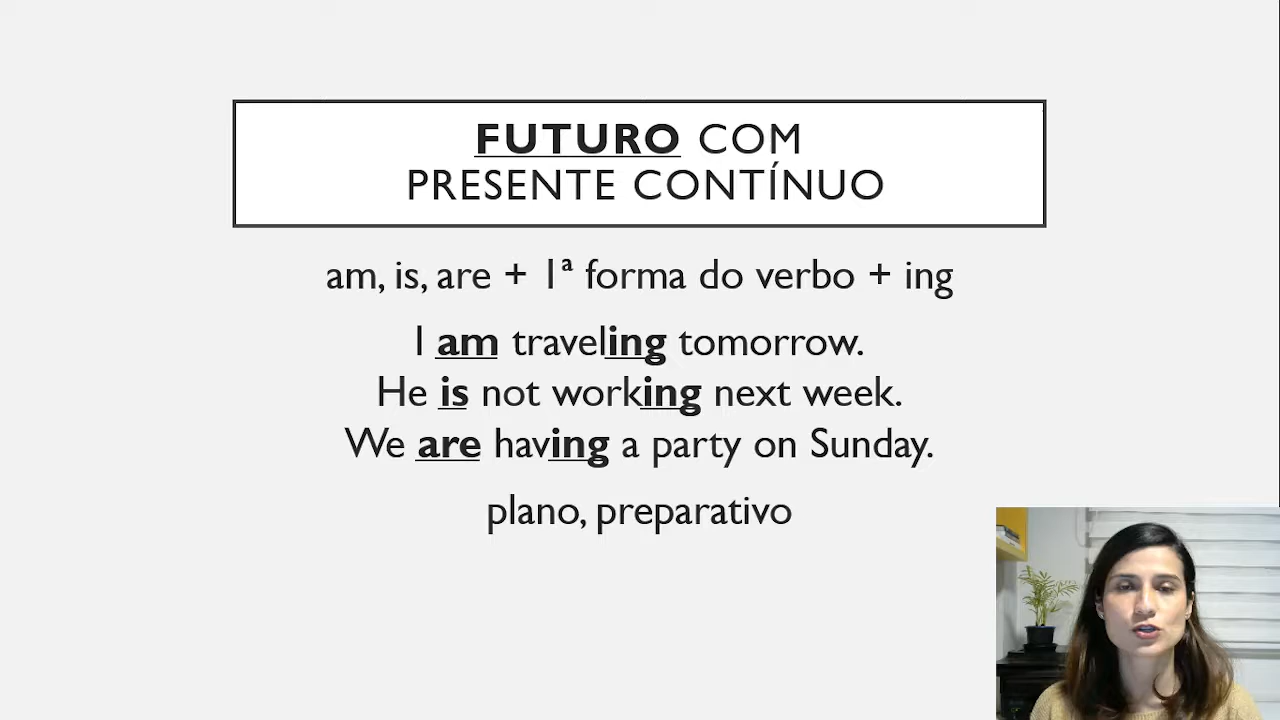 FUTURO COM
PRESENTE CONTÍNUO
am, is, are + 1ª forma do verbo + ing
I am traveling tomorrow.
He is not working next week.
We are having a party on Sunday.
plano, preparativo